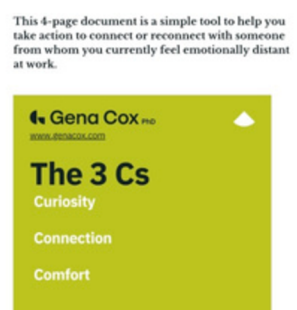 This 4-page document is a simple tool to help you
take action to connect or reconnect with someone
from whom you currently feel emotionally distant
at work.
Gena Cox PHD
www.genacox.com
The 3 Cs
Curiosity
Connection
Comfort